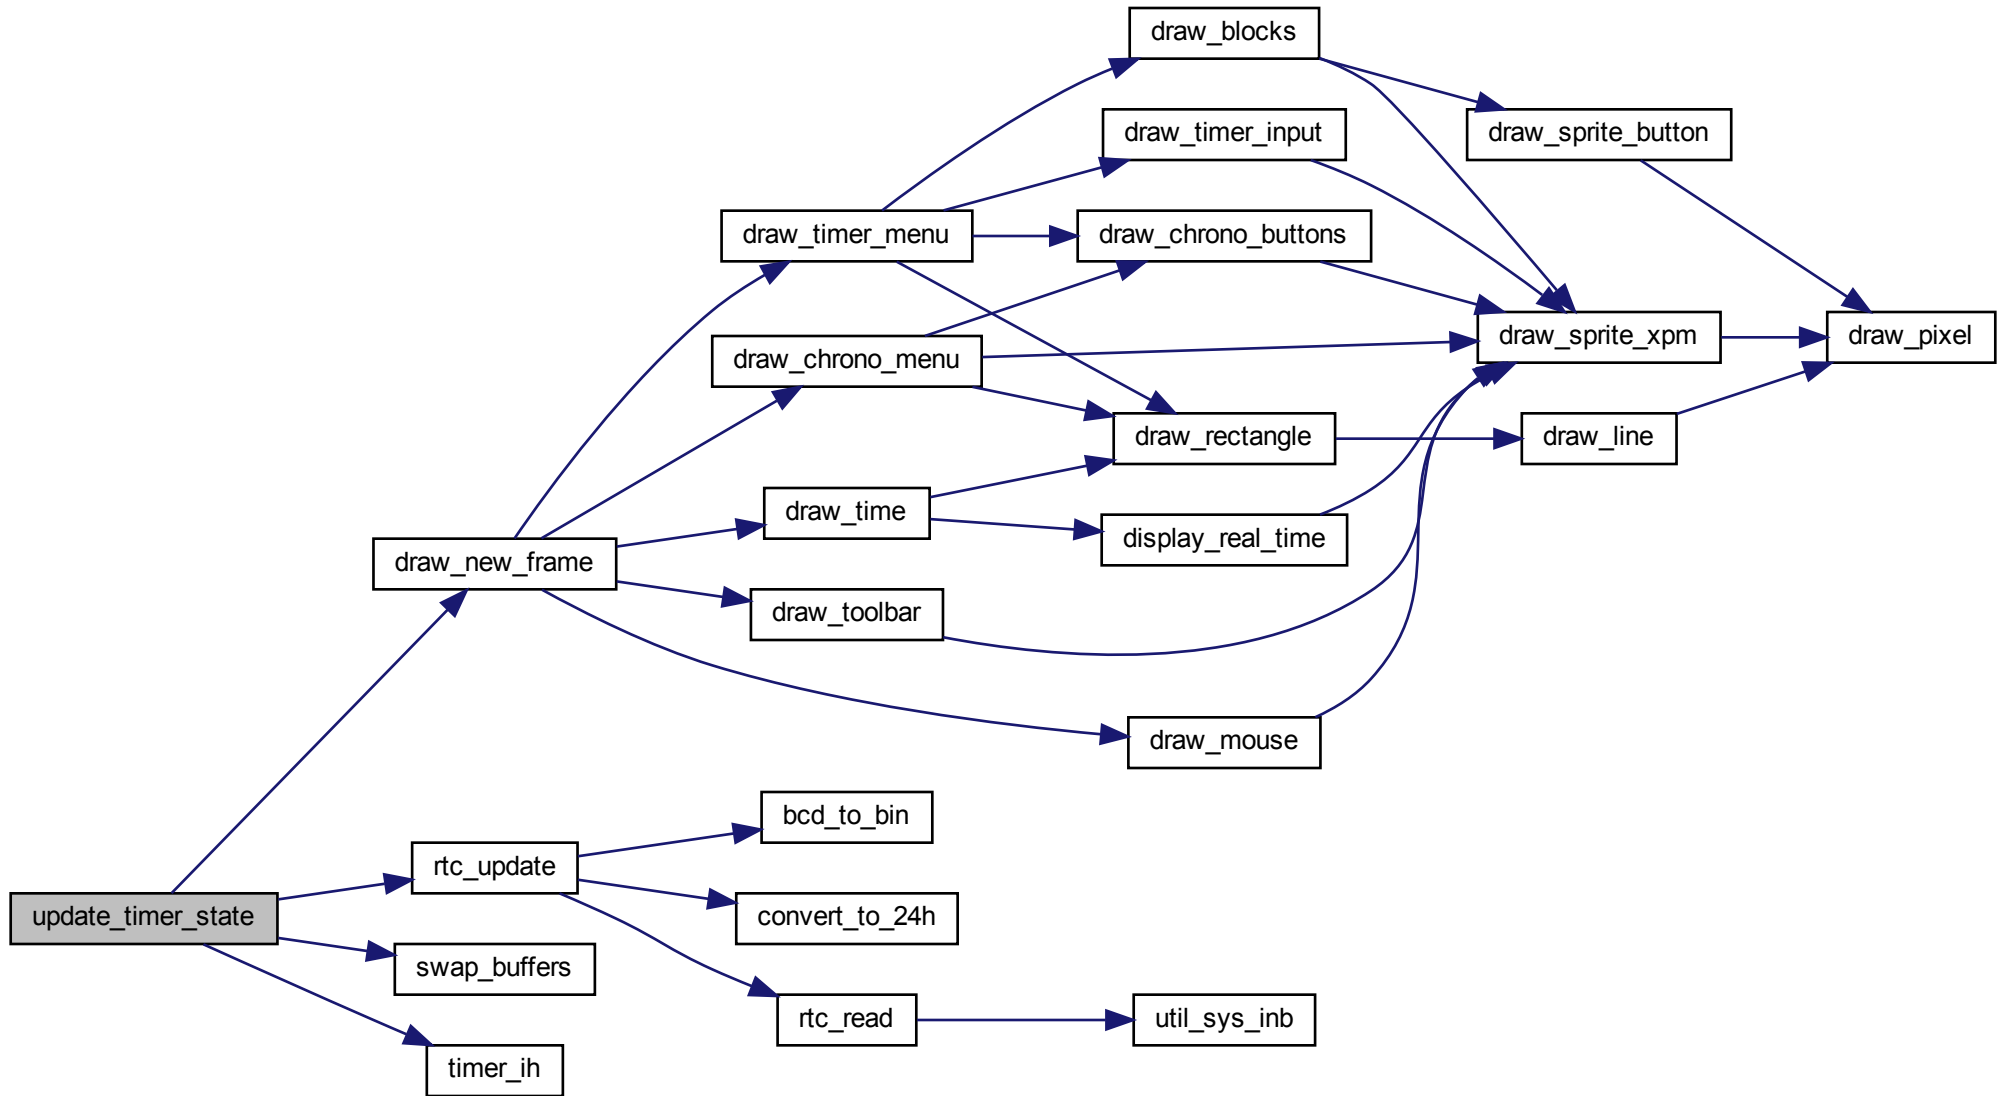 draw_blocks
draw_timer_input
draw_sprite_button
draw_timer_menu
draw_chrono_buttons
draw_chrono_menu
draw_sprite_xpm
draw_pixel
draw_rectangle
draw_line
draw_time
display_real_time
draw_new_frame
draw_toolbar
draw_mouse
bcd_to_bin
rtc_update
update_timer_state
convert_to_24h
swap_buffers
rtc_read
util_sys_inb
timer_ih